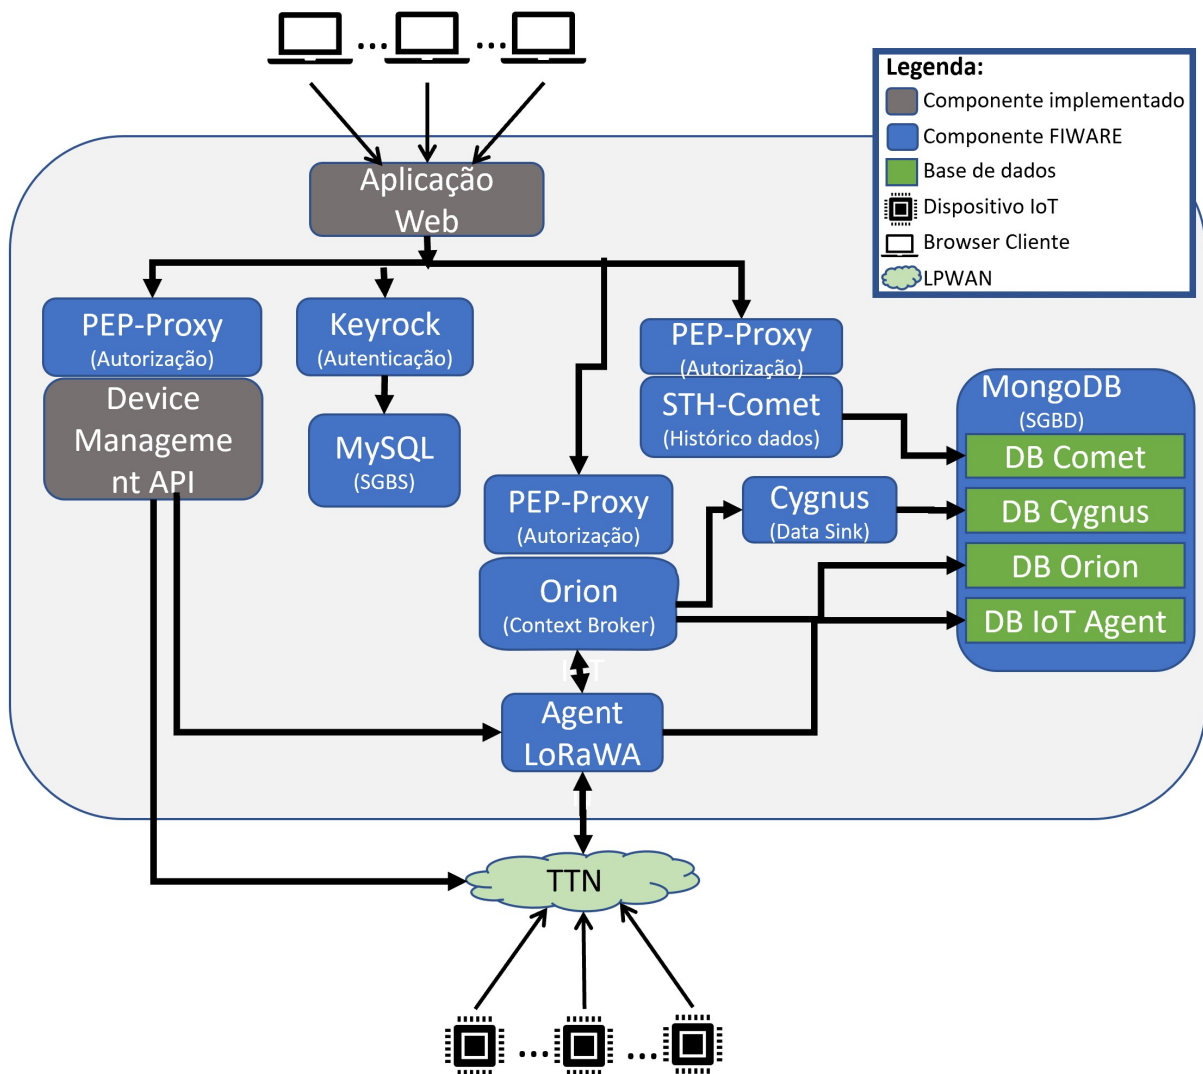 Legenda:
Componente implementado
Componente FIWARE
Base de dados
Dispositivo IoT
Browser Cliente
LPWAN
Aplicação
Web
PEP-Proxy
(Autorização)
Device
Manageme
nt API
Keyrock
(Autenticação)
MySQL
(SGBS)
PEP-Proxy
(Autorização)
STH-Comet
(Histórico dados)
PEP-Proxy
(Autorização)
Orion
(Context Broker)
Cygnus
(Data Sink)
MongoDB
(SGBD)
DB Comet
DB Cygnus
DB Orion
DB IoT Agent
Agent
LoRaWA
TTN